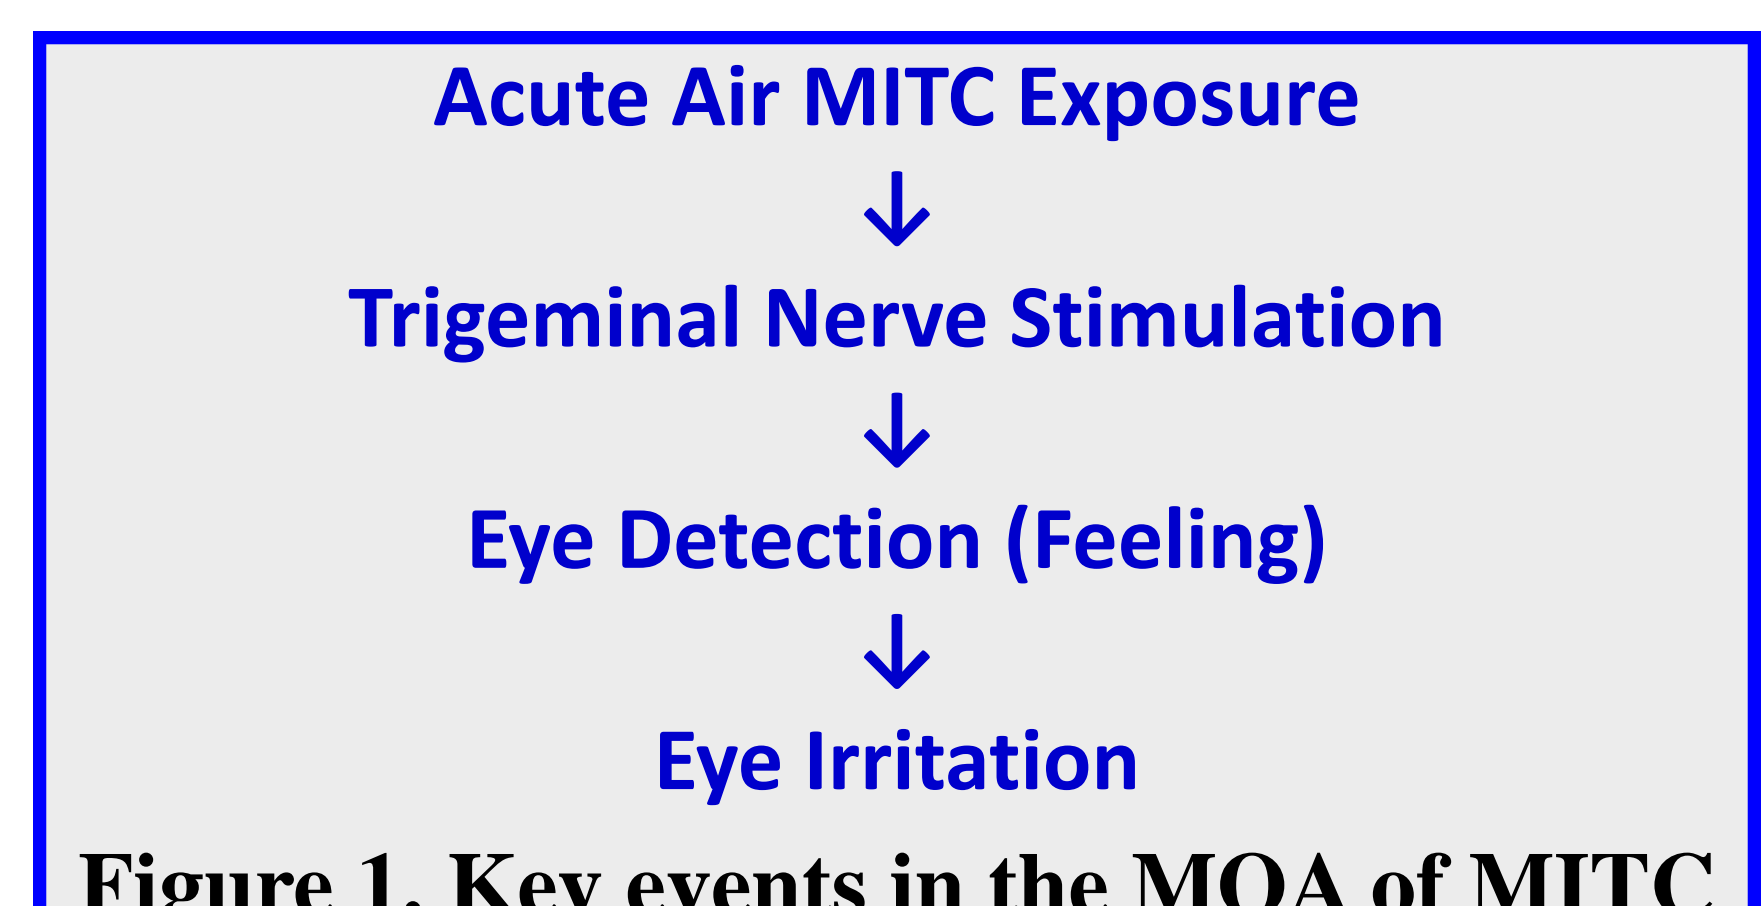 Acute Air MITC Exposure
↓
Trigeminal Nerve Stimulation
↓
Eye Detection (Feeling)
↓
Eye Irritation
Figure 1. Key events in the MOA of MITC